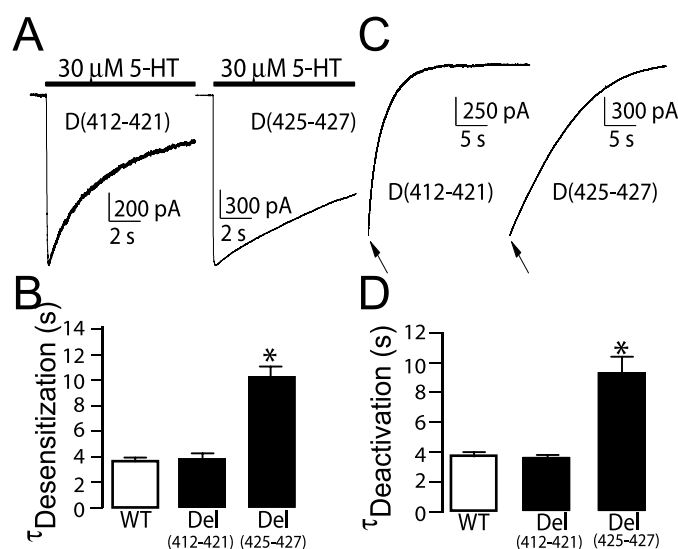 A
30 µM 5-HT
30 µM 5-HT
D(412-421)
D(425-427)
200 pA
2 s
300 pA
2 s
C
250 pA
5 s
300 pA
5 s
D(412-421)
D(425-427)
B
τDesensitization (s)
14
12
10
8
6
4
2
0
*
WT
Del
(412-421)
Del
(425-427)
D
τDeactivation (s)
12
10
8
6
4
2
0
*
WT
Del
(412-421)
Del
(425-427)